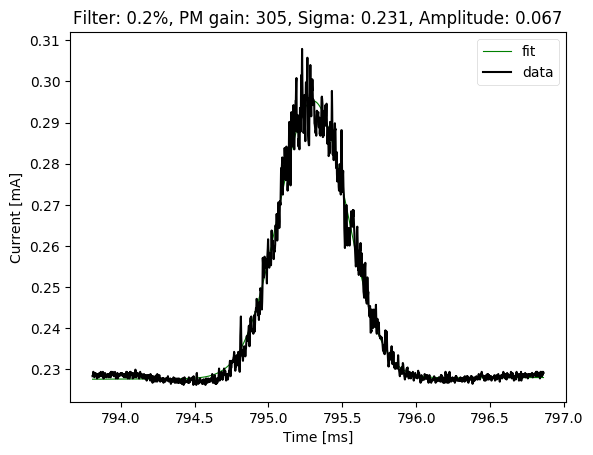 Filter: 0.2%, PM gain: 305, Sigma: 0.231, Amplitude: 0.067
fit
data
Current [mA]
0.31
0.30
0.29
0.28
0.27
0.26
0.25
0.24
0.23
794.0 794.5 795.0 795.5 796.0 796.5 797.0
Time [ms]